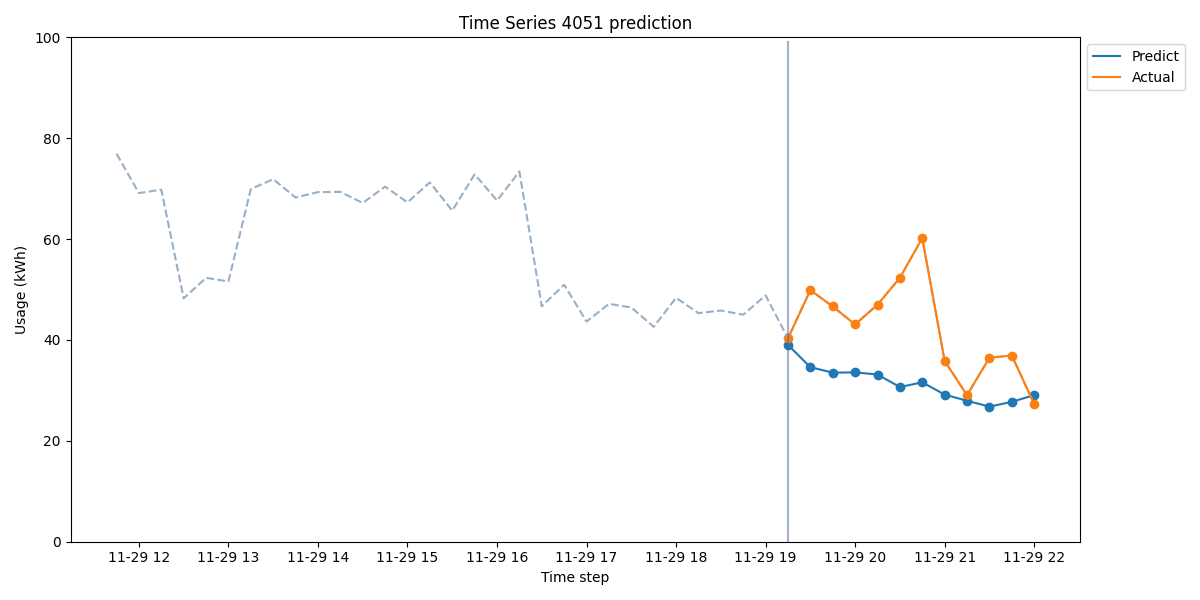 Time Series 4051 prediction
Predict
Actual
100
80
60
40
20
0
Usage (kWh)
11-29 12 11-29 13 11-29 14 11-29 15 11-29 16 11-29 17 11-29 18 11-29 19 11-29 20 11-29 21 11-29 22
Time step